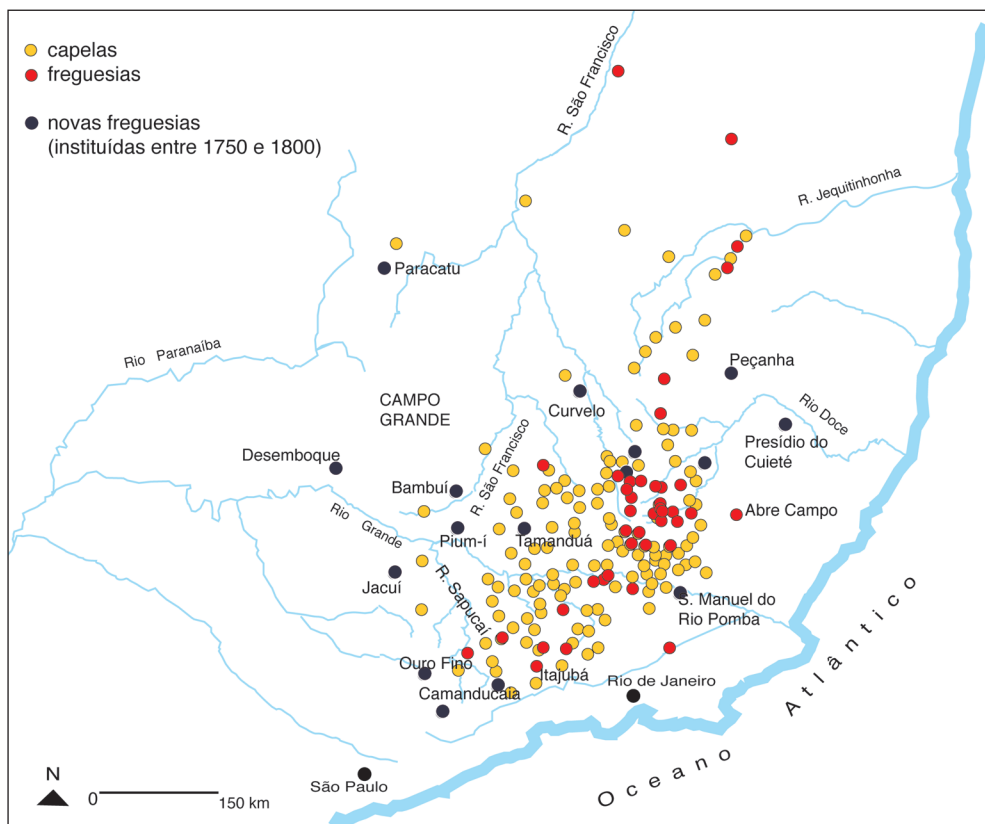 capelas
freguesias
novas freguesias
(instituídas entre 1750 e 1800)
R. São Francisco
R. Jequitinhonha
Paracatu
Rio Paranaíba
Peçanha
CAMPO
GRANDE
Curvelo
Rio Doce
Presídio do
Cuieté
Desemboque
R. São Francisco
Bambuí
Rio Grande
Abre Campo
Pium-í
Tamanduá
Jacuí
R. Sapucaí
S. Manuel do
Rio Pomba
Ouro Fino
Itajubá
Camanducaia
Rio de Janeiro
Oceano Atlântico
São Paulo
N
0
150 km